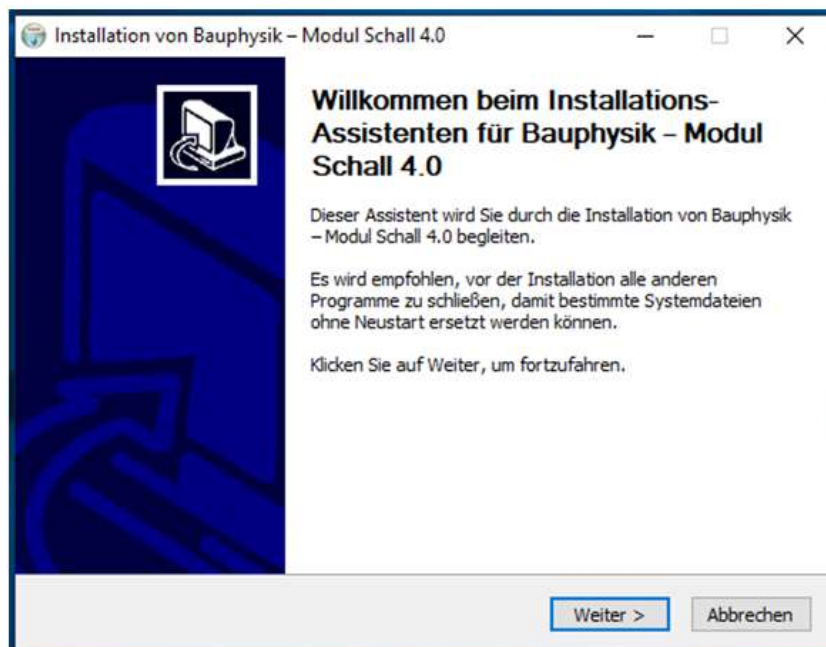 Installation von Bauphysik – Modul Schall 4.0
Willkommen beim Installations-
Assistenten für Bauphysik – Modul
Schall 4.0
Dieser Assistent wird Sie durch die Installation von Bauphysik
– Modul Schall 4.0 begleiten.
Es wird empfohlen, vor der Installation alle anderen
Programme zu schließen, damit bestimmte Systemdateien
ohne Neustart ersetzt werden können.
Klicken Sie auf Weiter, um fortzufahren.
Weiter > Abbrechen